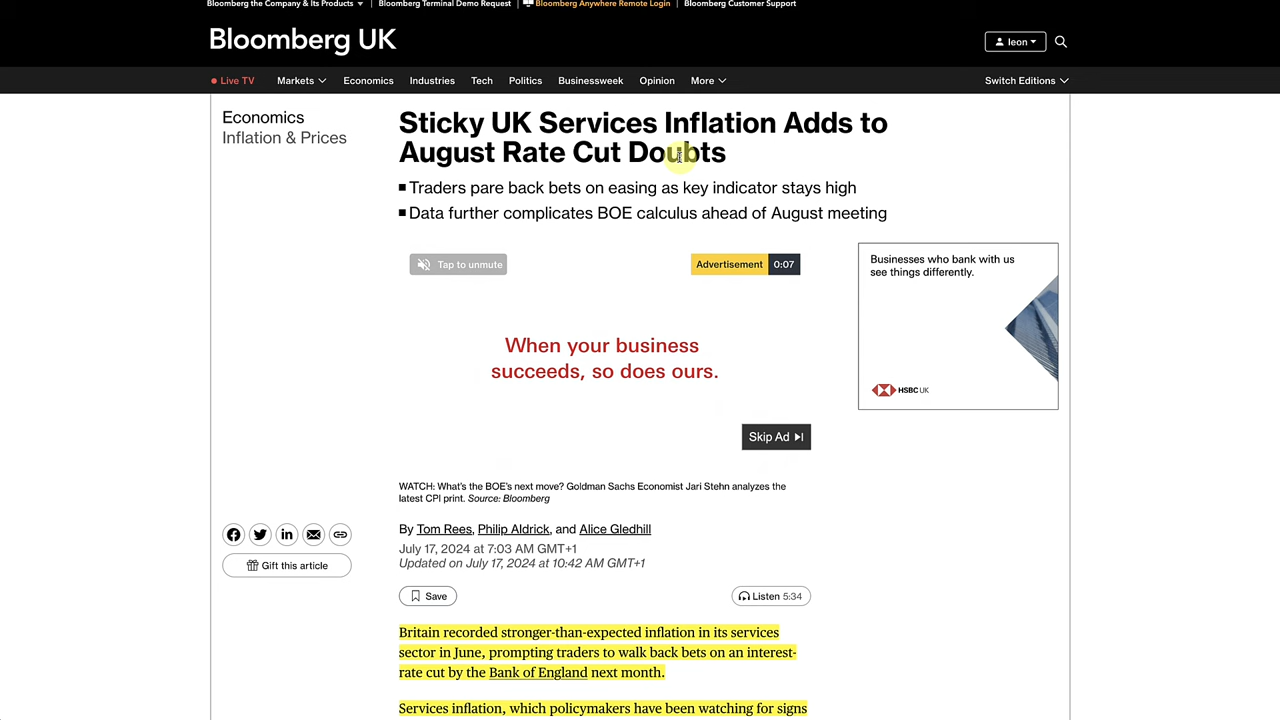 Bloomberg the Company & Its Products
Bloomberg Terminal Demo Request
Bloomberg Anywhere Remote Login
Bloomberg Customer Support
Bloomberg UK
leon
Live TV
Markets
Economics
Industries
Tech
Politics
Businessweek
Opinion
More
Switch Editions
Economics
Inflation & Prices
Sticky UK Services Inflation Adds to
August Rate Cut Doubts
Traders pare back bets on easing as key indicator stays high
Data further complicates BOE calculus ahead of August meeting
Tap to unmute
Advertisement 0:07
When your business
succeeds, so does ours.
Skip Ad
Businesses who bank with us
see things differently.
HSBC UK
WATCH: What's the BOE's next move? Goldman Sachs Economist Jari Stehn analyzes the
latest CPI print. Source: Bloomberg
By Tom Rees, Philip Aldrick, and Alice Gledhill
July 17, 2024 at 7:03 AM GMT+1
Updated on July 17, 2024 at 10:42 AM GMT+1
Gift this article
Save
Listen 5:34
Britain recorded stronger-than-expected inflation in its services
sector in June, prompting traders to walk back bets on an interest-
rate cut by the Bank of England next month.
Services inflation, which policymakers have been watching for signs